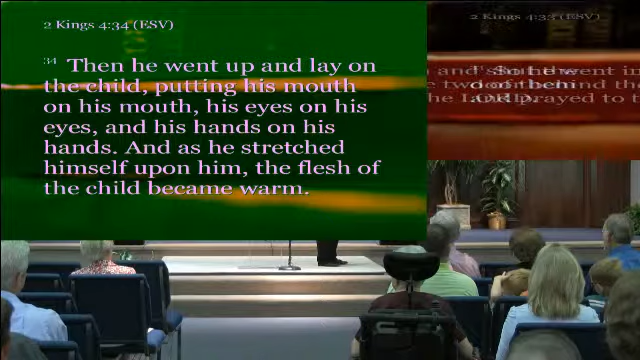 2 Kings 4:34 (ESV)
34 Then he went up and lay on
the child, putting his mouth
on his mouth, his eyes on his
eyes, and his hands on his
hands. And as he stretched
himself upon him, the flesh of
the child became warm.
2 Kings 4:33 (ESV)